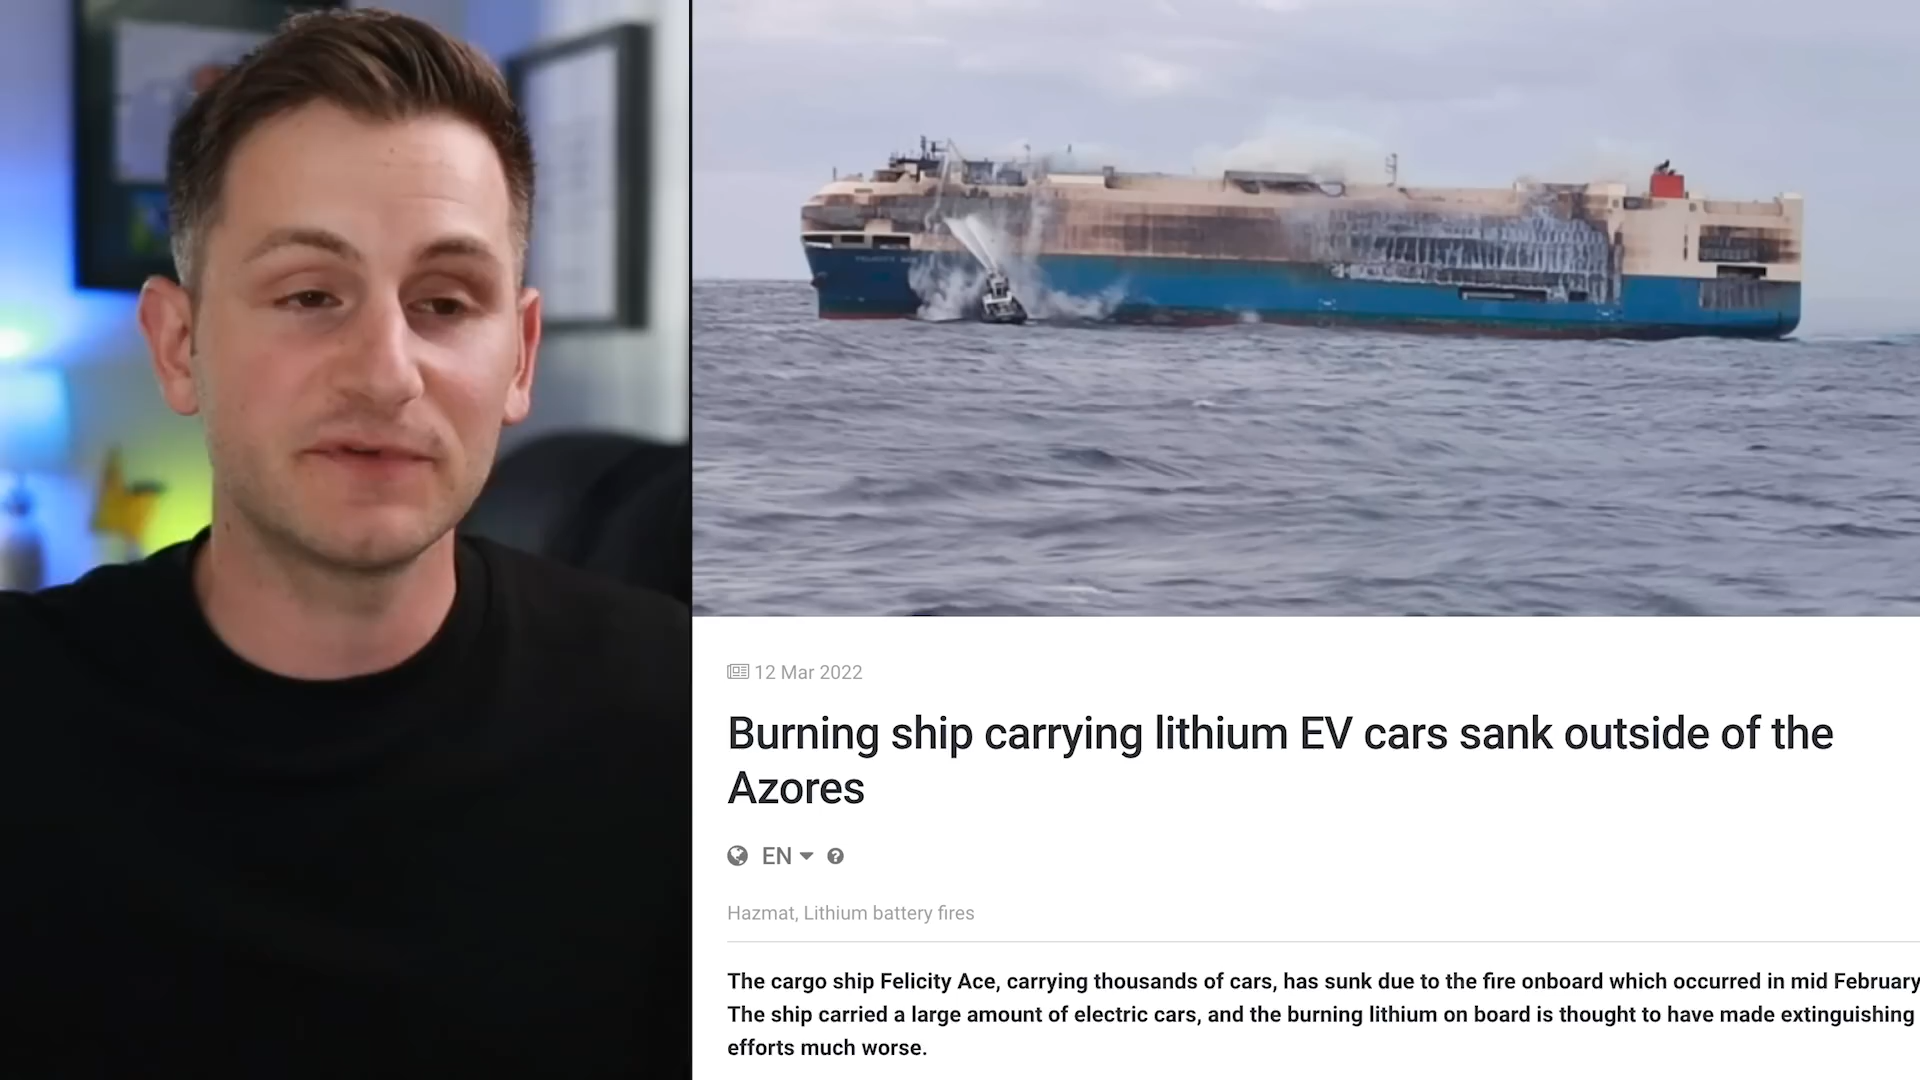 FELICITY ACE
12 Mar 2022
Burning ship carrying lithium EV cars sank outside of the
Azores
EN
Hazmat, Lithium battery fires
The cargo ship Felicity Ace, carrying thousands of cars, has sunk due to the fire onboard which occurred in mid February
The ship carried a large amount of electric cars, and the burning lithium on board is thought to have made extinguishing
efforts much worse.